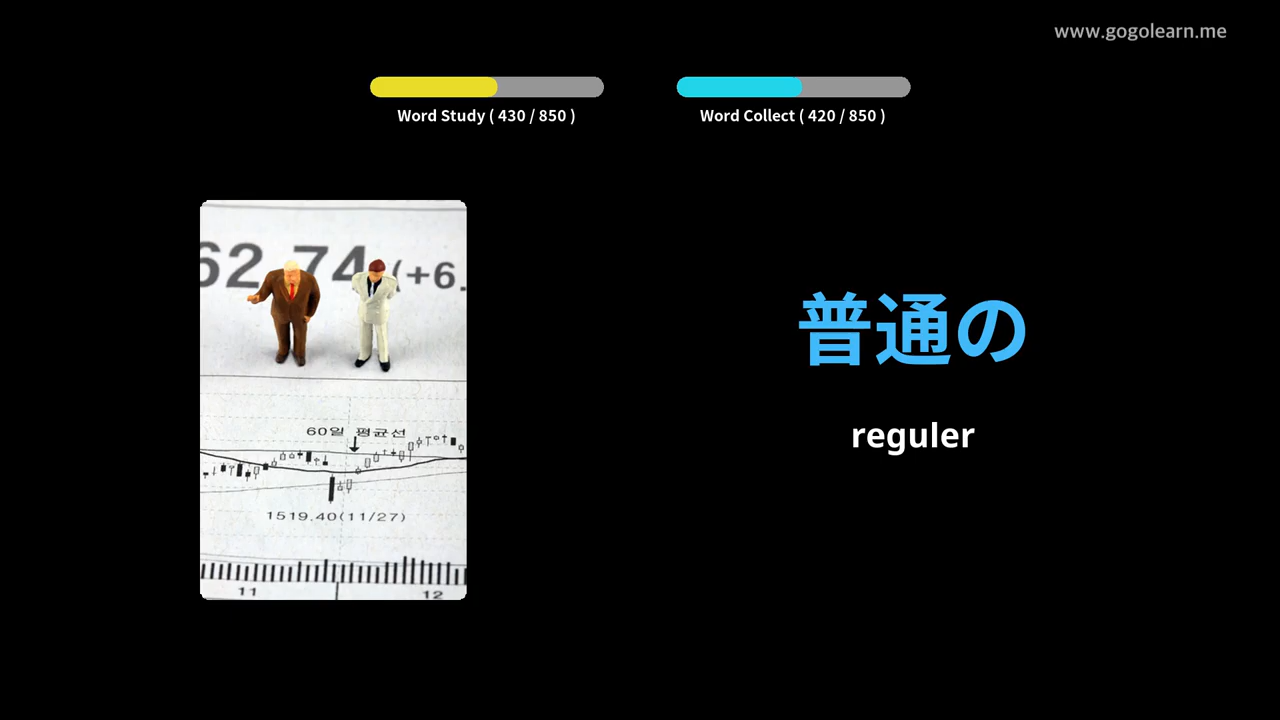 www.gogolearn.me
Word Study ( 430 / 850 )
Word Collect ( 420 / 850 )
62.74 (+6.
60일 평균선
1519.40(11/27)
11
12
普通の
reguler